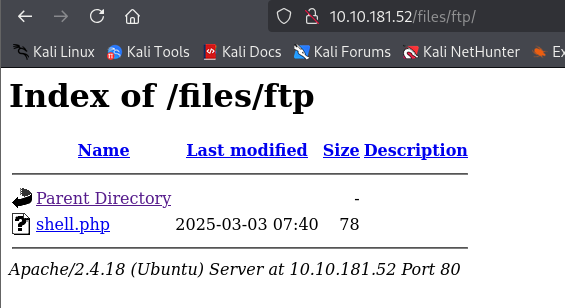 10.10.181.52/files/ftp/
Kali Linux Kali Tools Kali Docs Kali Forums Kali NetHunter Ex
Index of /files/ftp
Name Last modified Size Description
Parent Directory -
shell.php 2025-03-03 07:40 78
Apache/2.4.18 (Ubuntu) Server at 10.10.181.52 Port 80